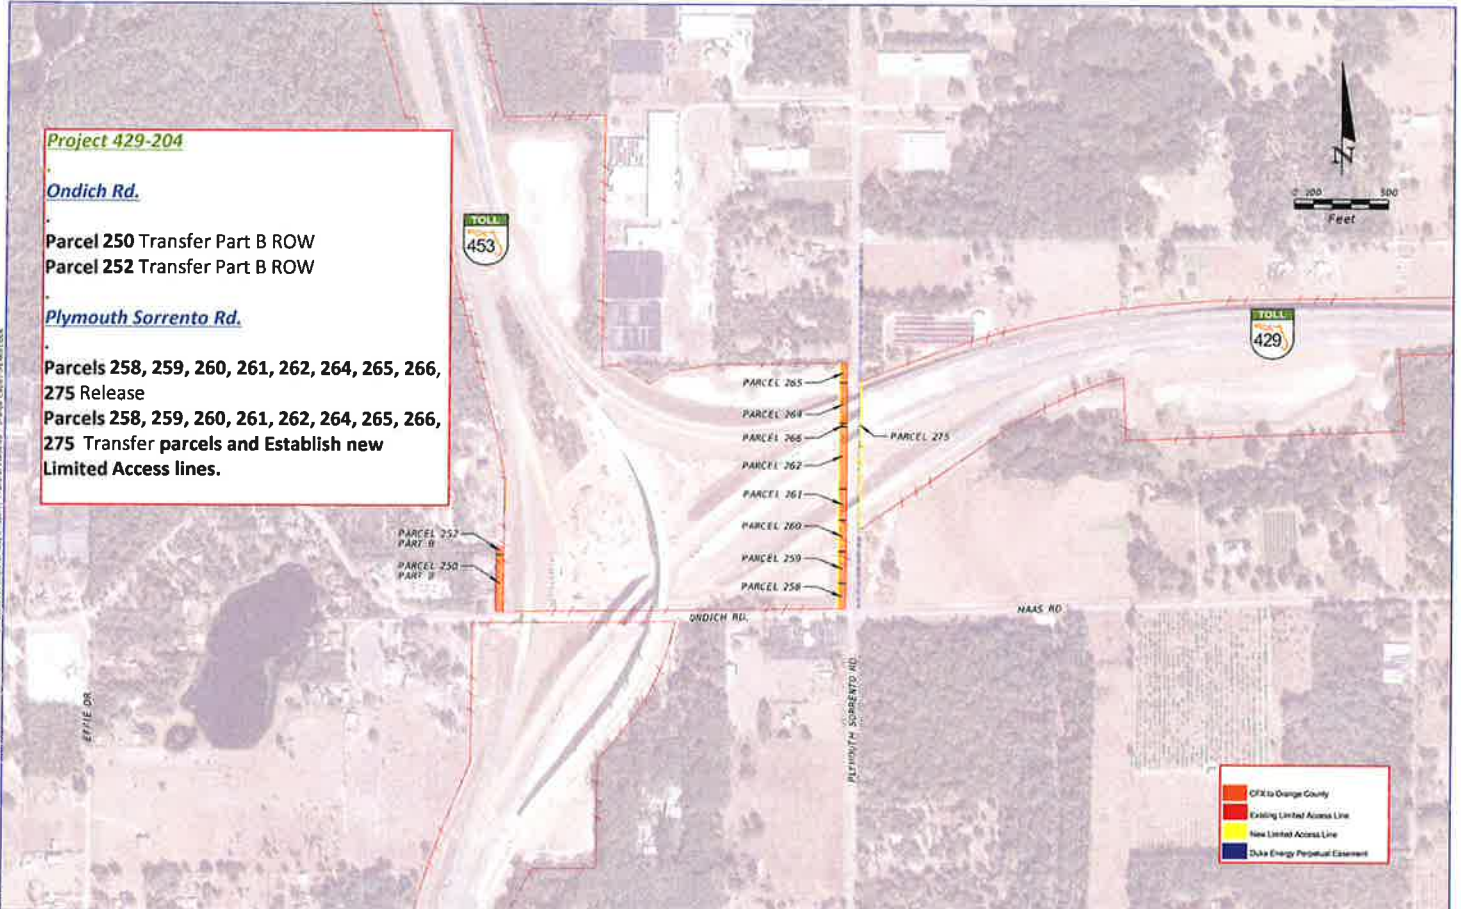 Project 429-204
Ondich Rd.
Parcel 250 Transfer Part B ROW
Parcel 252 Transfer Part B ROW
Plymouth Sorrento Rd.
Parcels 258, 259, 260, 261, 262, 264, 265, 266,
275 Release
Parcels 258, 259, 260, 261, 262, 264, 265, 266,
275 Transfer parcels and Establish new
Limited Access lines.
TOLL
453
N
0 100 500
Feet
TOLL
429
PARCEL 265
PARCEL 264
PARCEL 266
PARCEL 262
PARCEL 261
PARCEL 260
PARCEL 259
PARCEL 258
PARCEL 275
PARCEL 252
PART B
PARCEL 250
PART B
ONDICH RD.
HAAS RD
EFFIE DR
PLYMOUTH SORRENTO RD
CFX to Orange County
Existing Limited Access Line
New Limited Access Line
Duke Energy Perpetual Easement